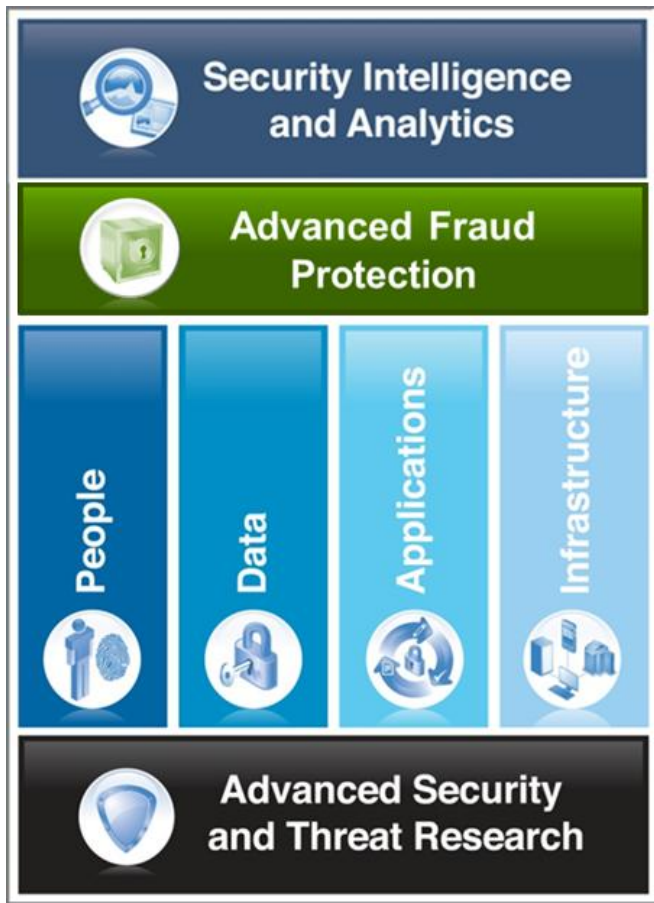 Security Intelligence
and Analytics
Advanced Fraud
Protection
People
Data
Applications
Infrastructure
Advanced Security
and Threat Research